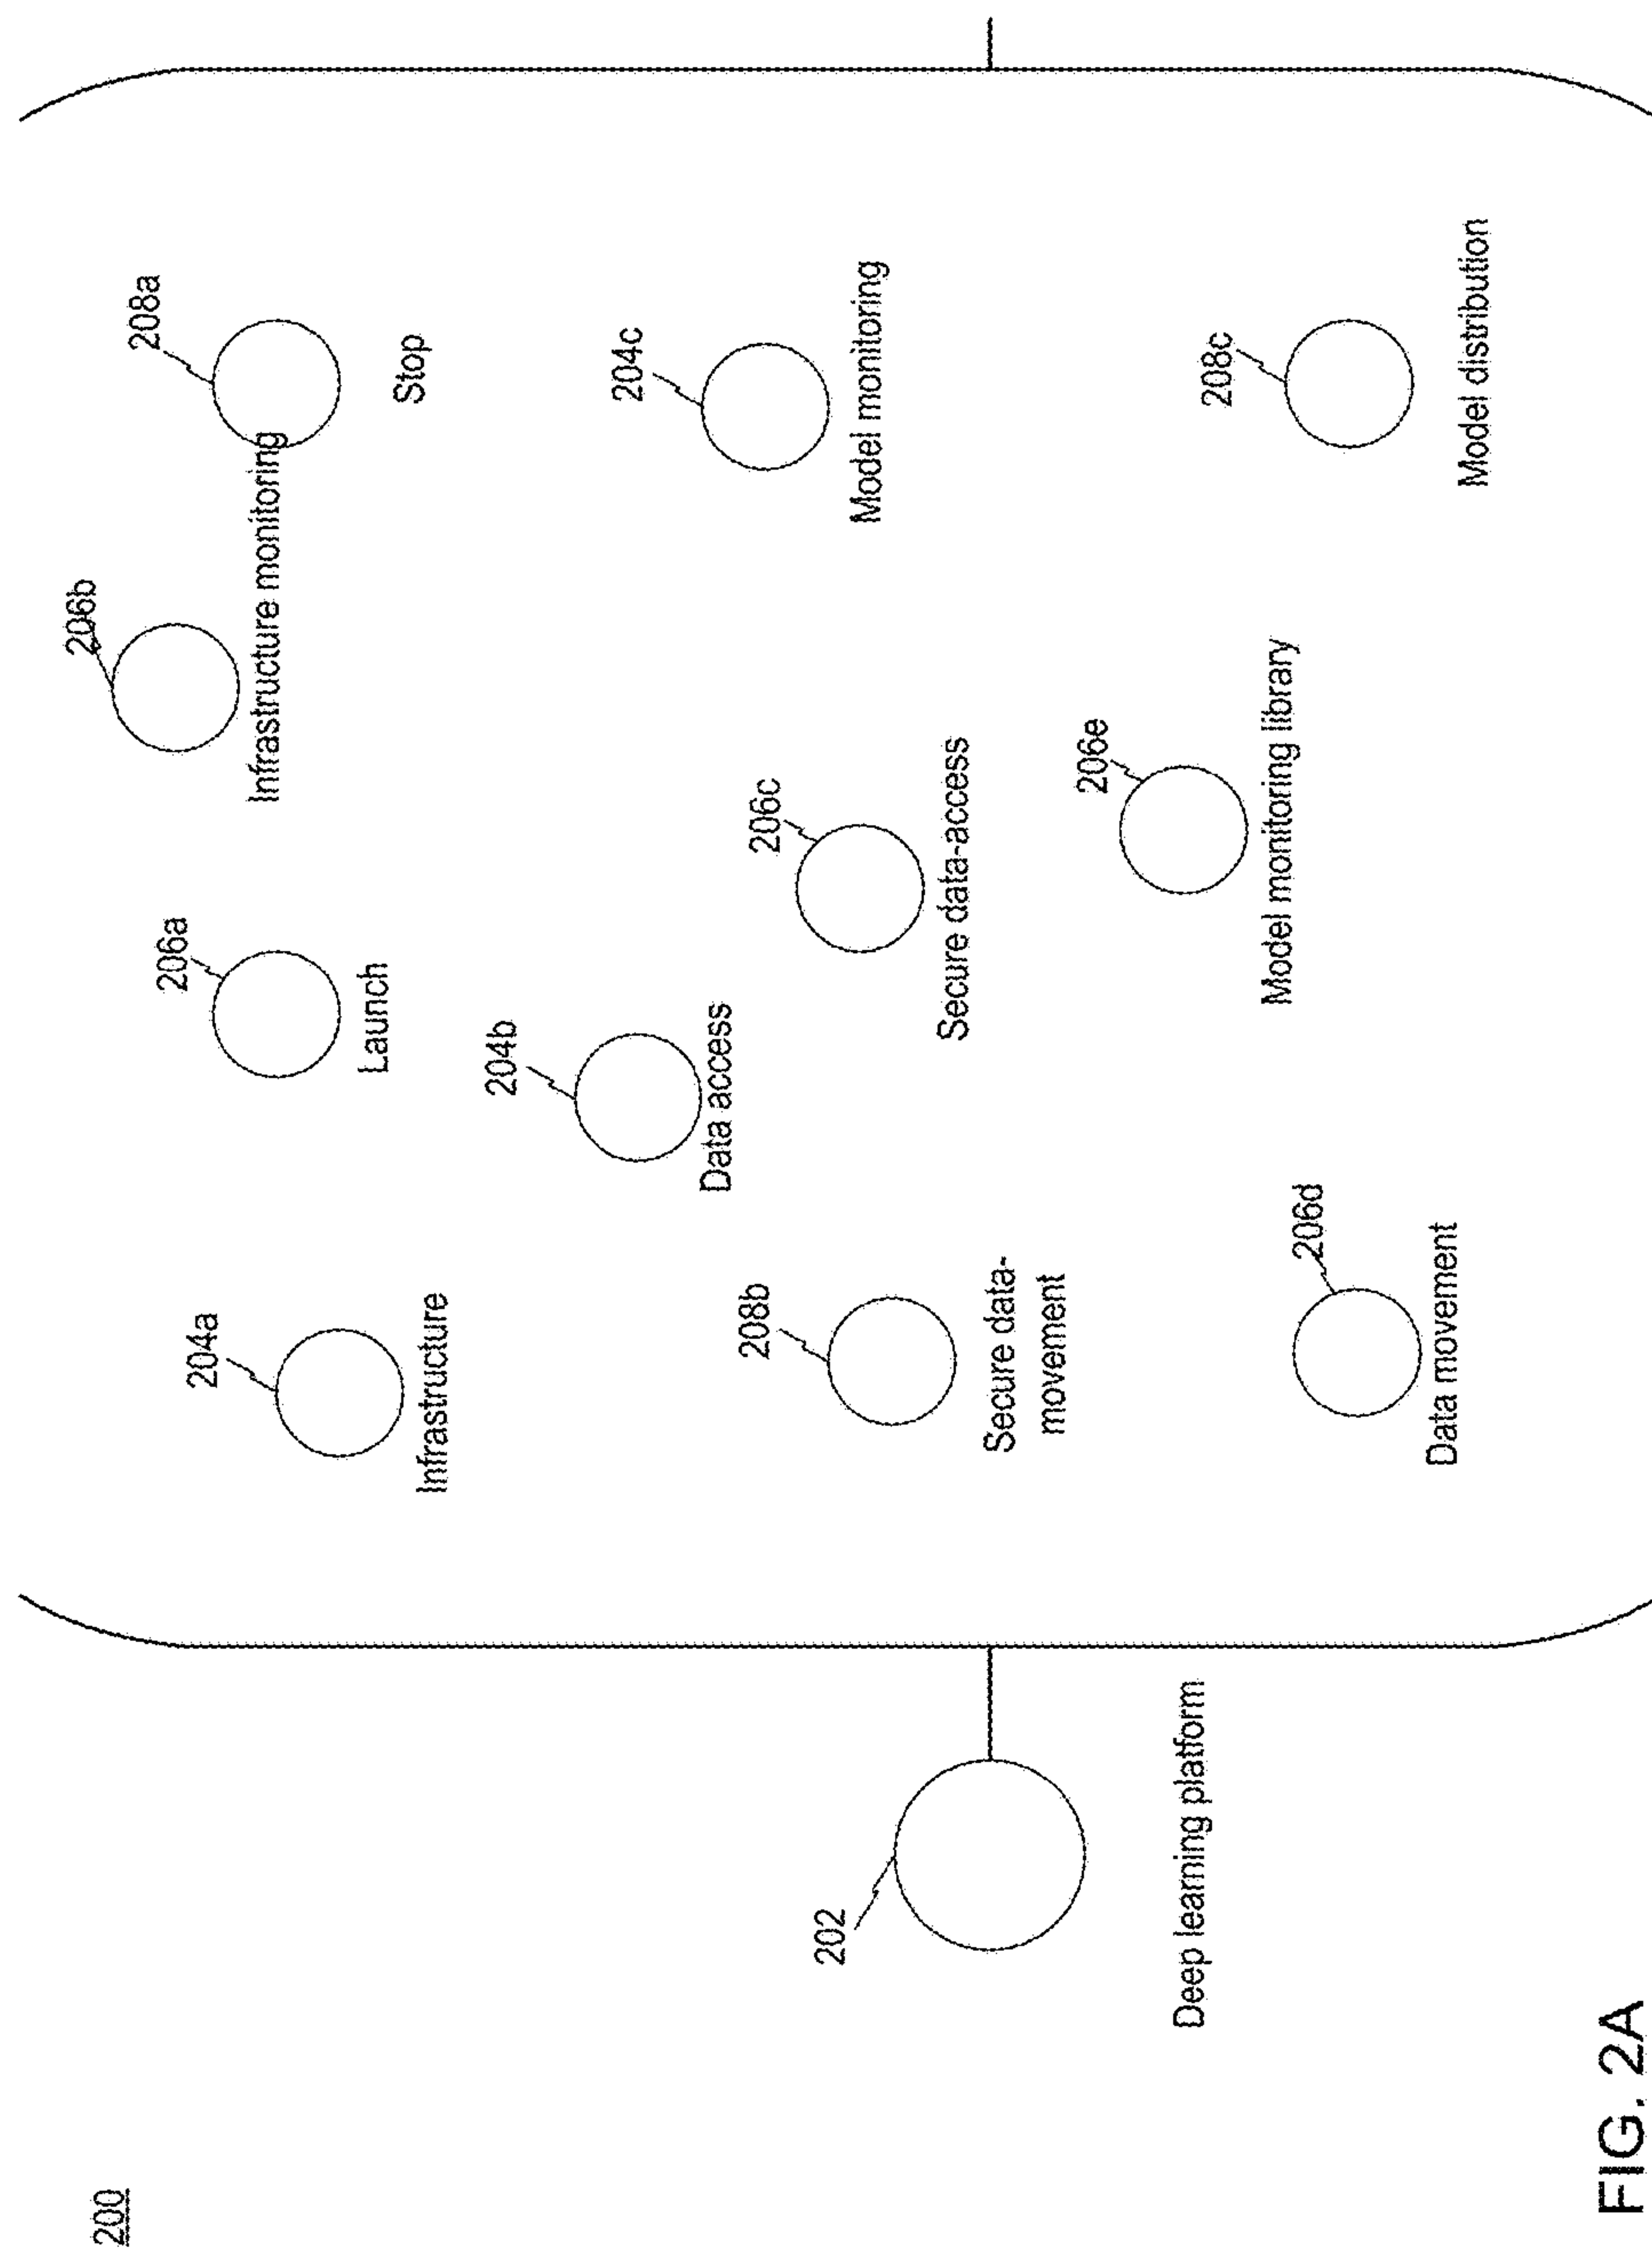 200
202
Deep learning platform
204a
Infrastructure
206a
Launch
206b
Infrastructure monitoring
208a
Stop
204b
Data access
204c
Model monitoring
208b
Secure data-
movement
206c
Secure data-access
206e
Model monitoring library
208c
Model distribution
206d
Data movement
FIG. 2A